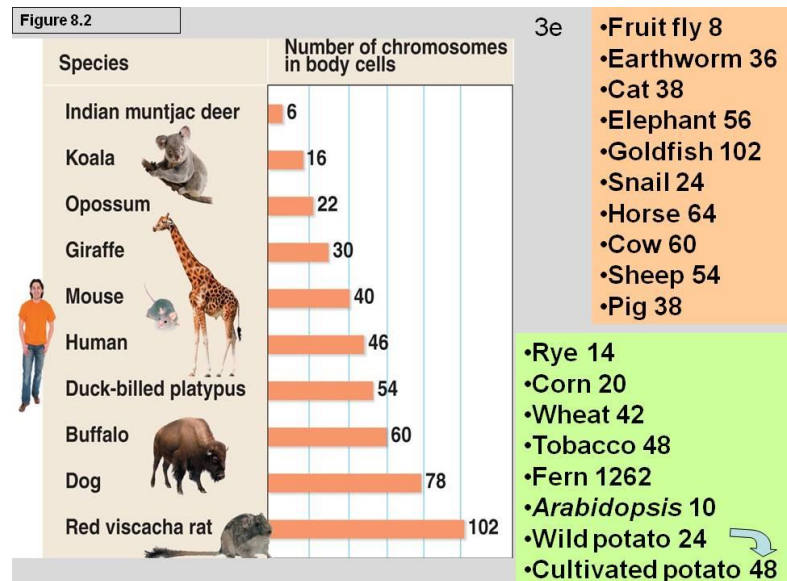 Figure 8.2
Species
Number of chromosomes
in body cells
Indian muntjac deer 6
Koala 16
Opossum 22
Giraffe 30
Mouse 40
Human 46
Duck-billed platypus 54
Buffalo 60
Dog 78
Red viscacha rat 102
3e
•Fruit fly 8
•Earthworm 36
•Cat 38
•Elephant 56
•Goldfish 102
•Snail 24
•Horse 64
•Cow 60
•Sheep 54
•Pig 38
•Rye 14
•Corn 20
•Wheat 42
•Tobacco 48
•Fern 1262
•Arabidopsis 10
•Wild potato 24
•Cultivated potato 48